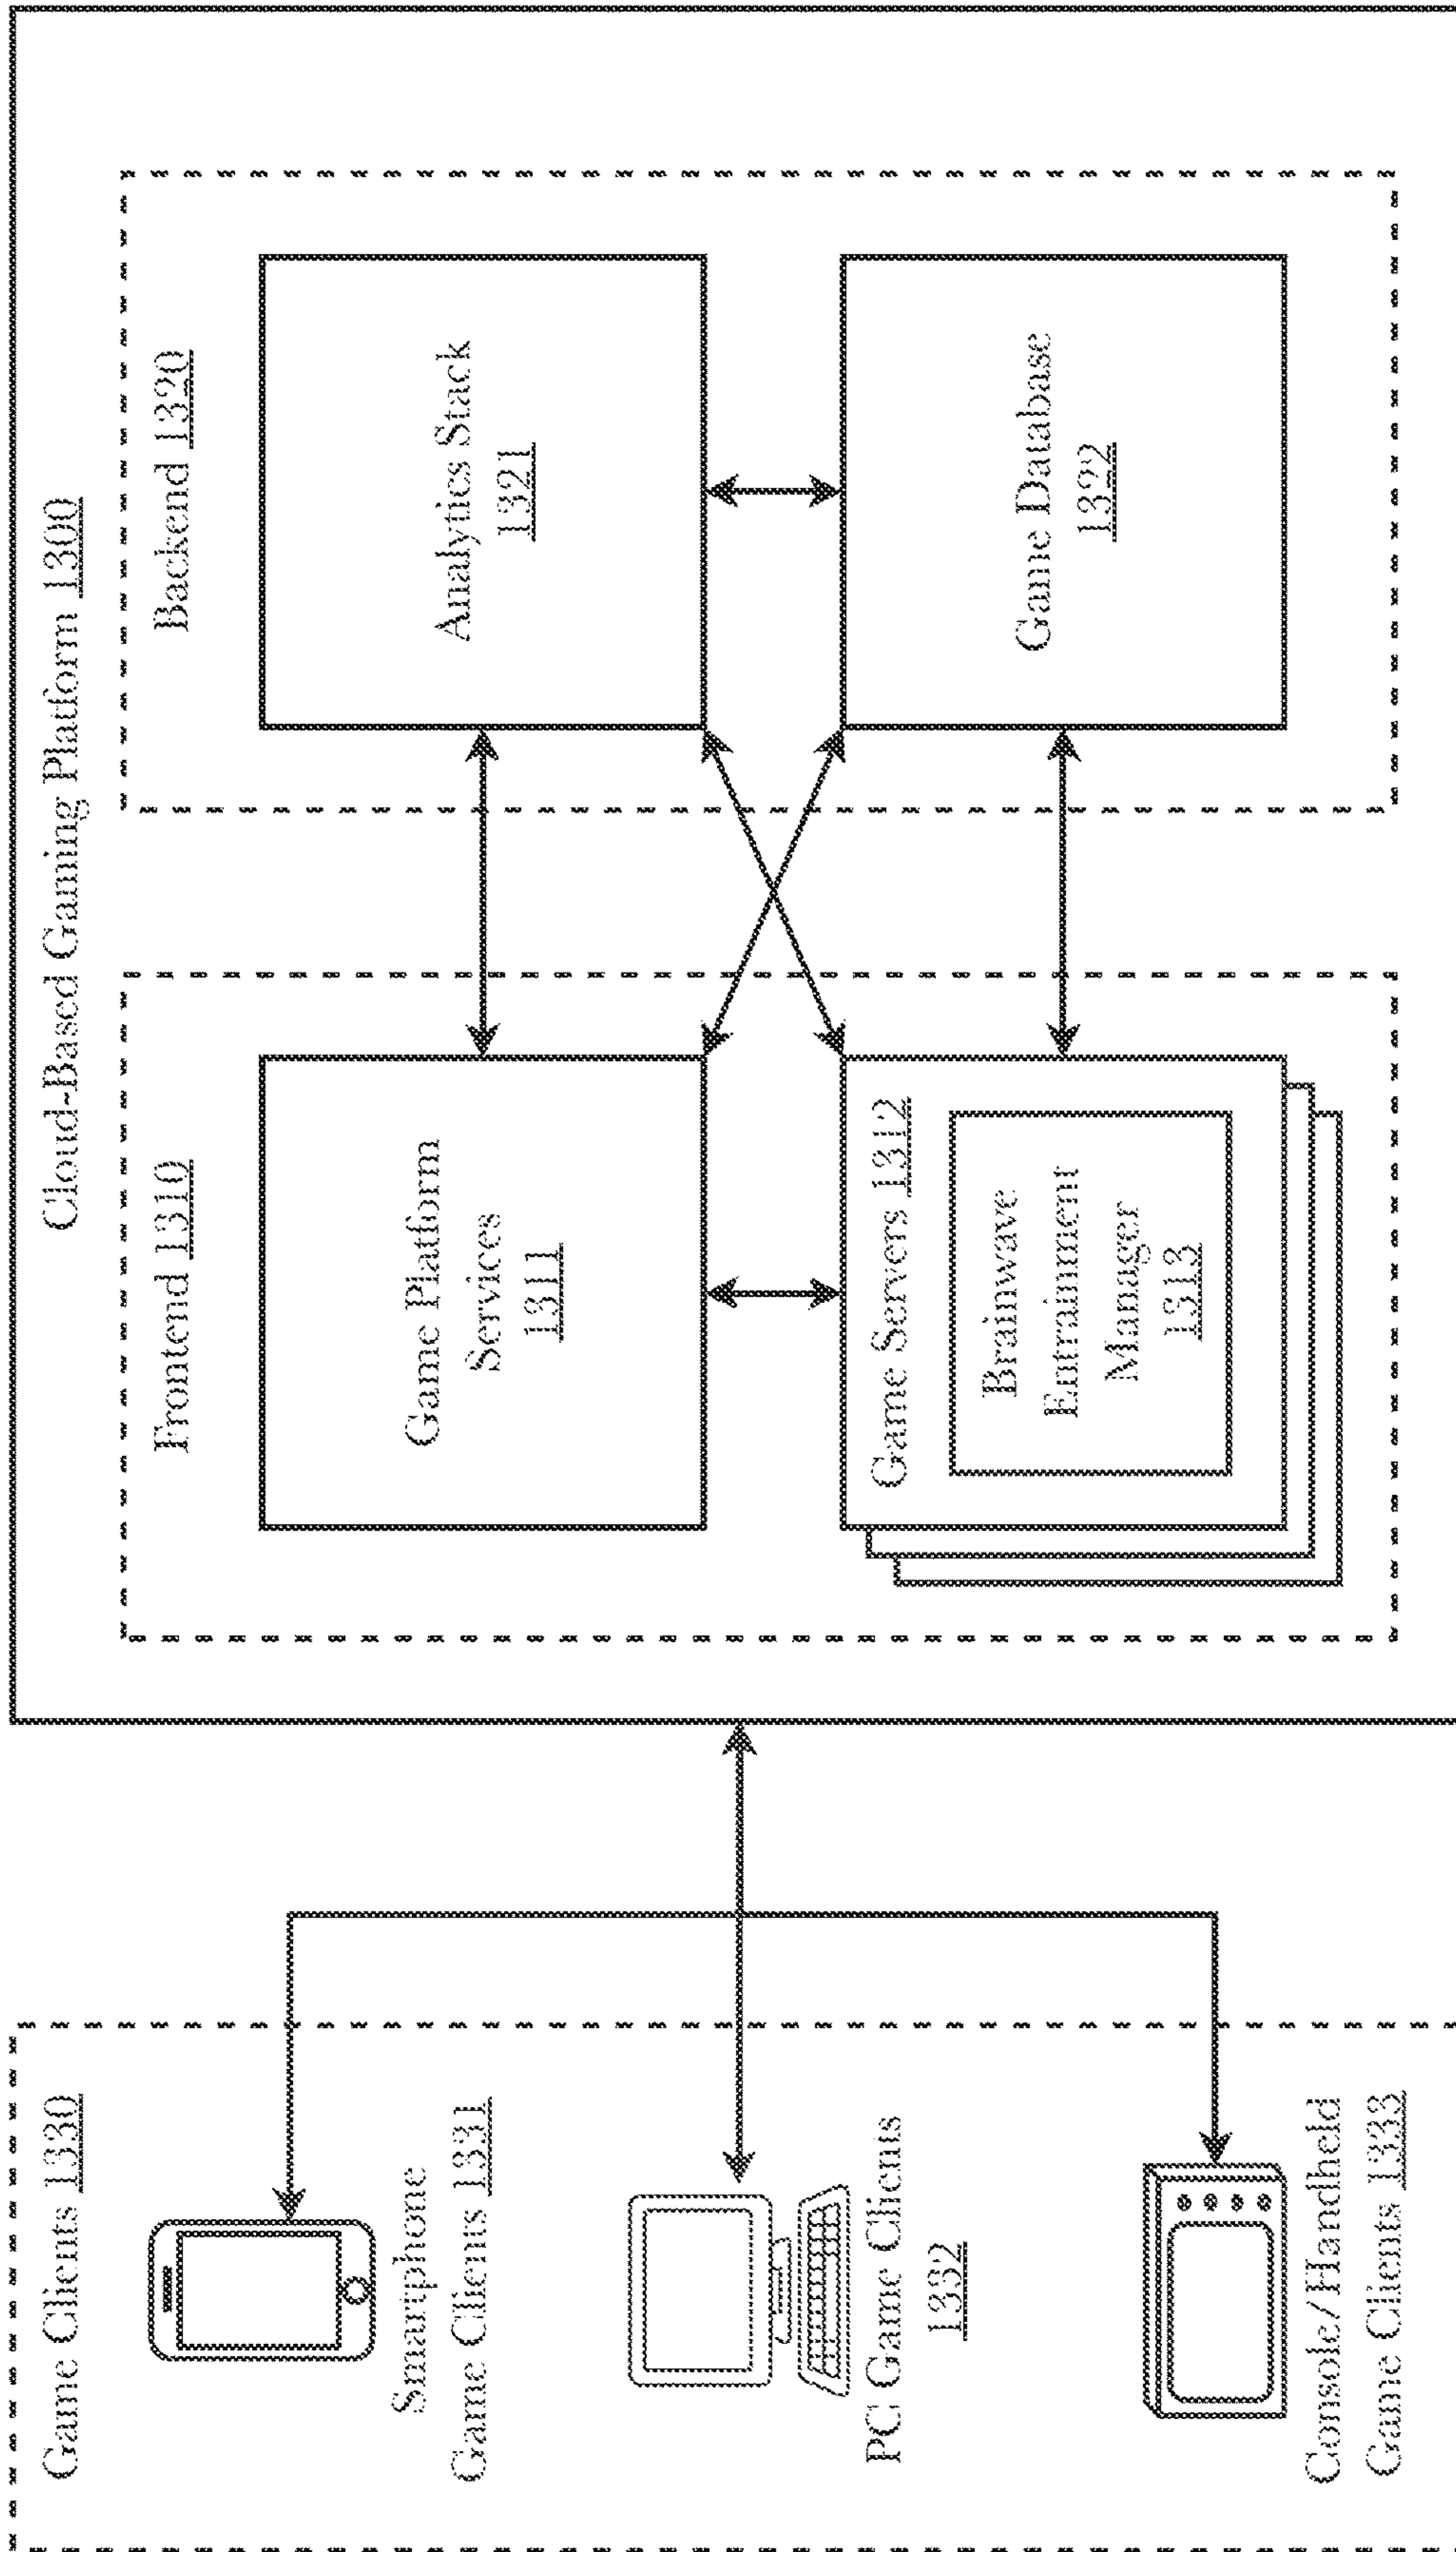 Cloud-Based Gaming Platform 1300
Game Clients 1330
Smartphone
Game Clients 1331
PC Game Clients
1332
Console/Handheld
Game Clients 1333
Frontend 1310
Game Platform
Services
1311
Game Servers 1312
Brainwave
Entrainment
Manager
1313
Backend 1320
Analytics Stack
1321
Game Database
1322